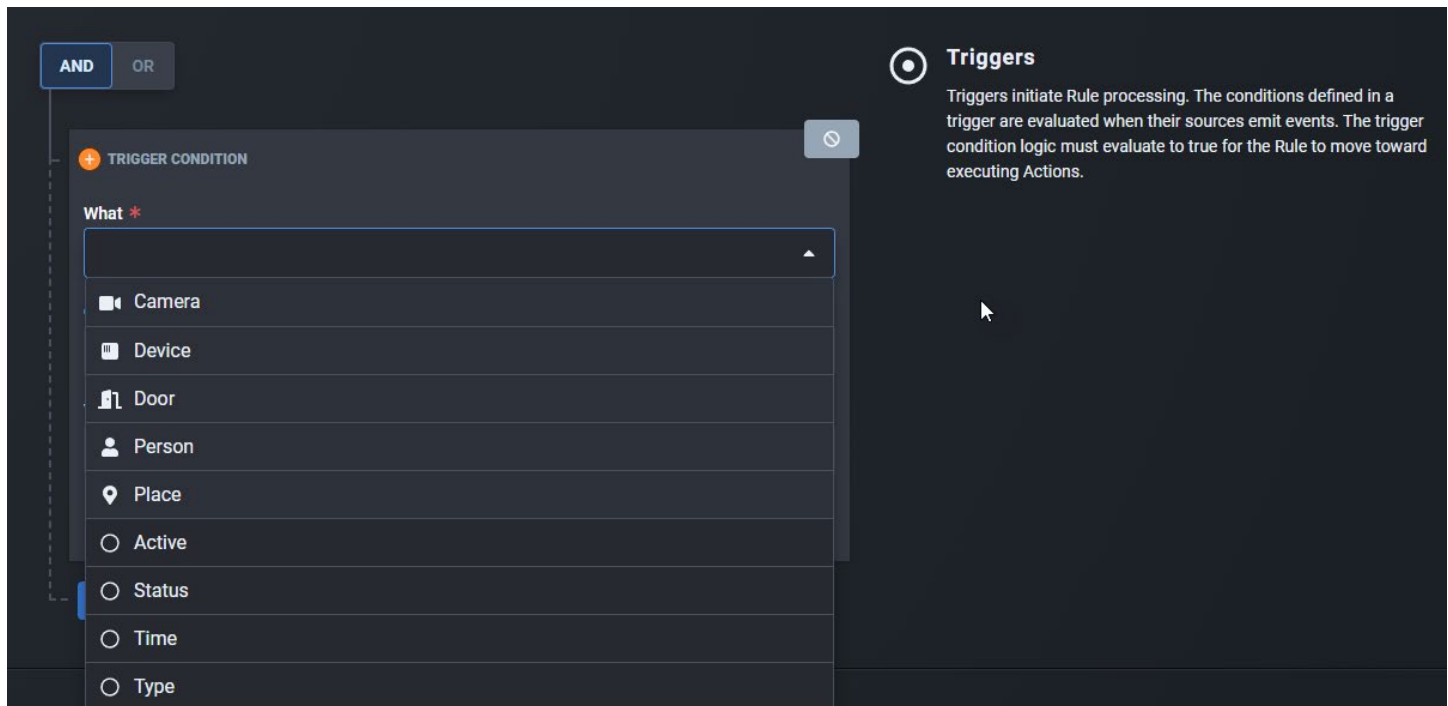 AND OR
TRIGGER CONDITION
What *
Camera
Device
Door
Person
Place
Active
Status
Time
Type
Triggers
Triggers initiate Rule processing. The conditions defined in a
trigger are evaluated when their sources emit events. The trigger
condition logic must evaluate to true for the Rule to move toward
executing Actions.